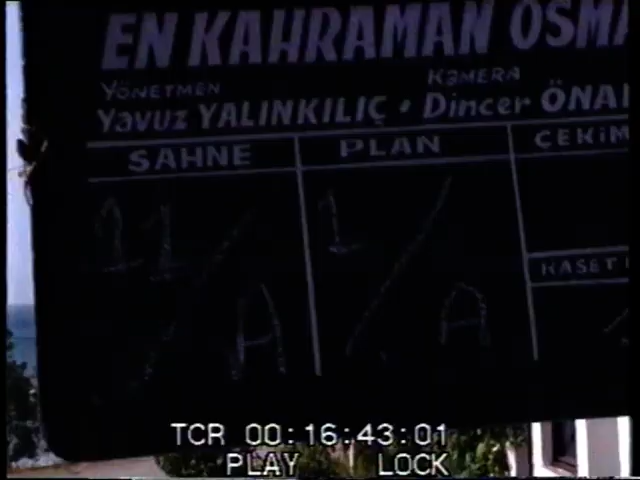 EN KAHRAMAN OSMA
YÖNETMEN KAMERA
Yavuz YALINKILIÇ • Dincer ÖNAL
SAHNE PLAN ÇEKİM
11/A 1/A
KASET
TCR 00:16:43:01
PLAY LOCK